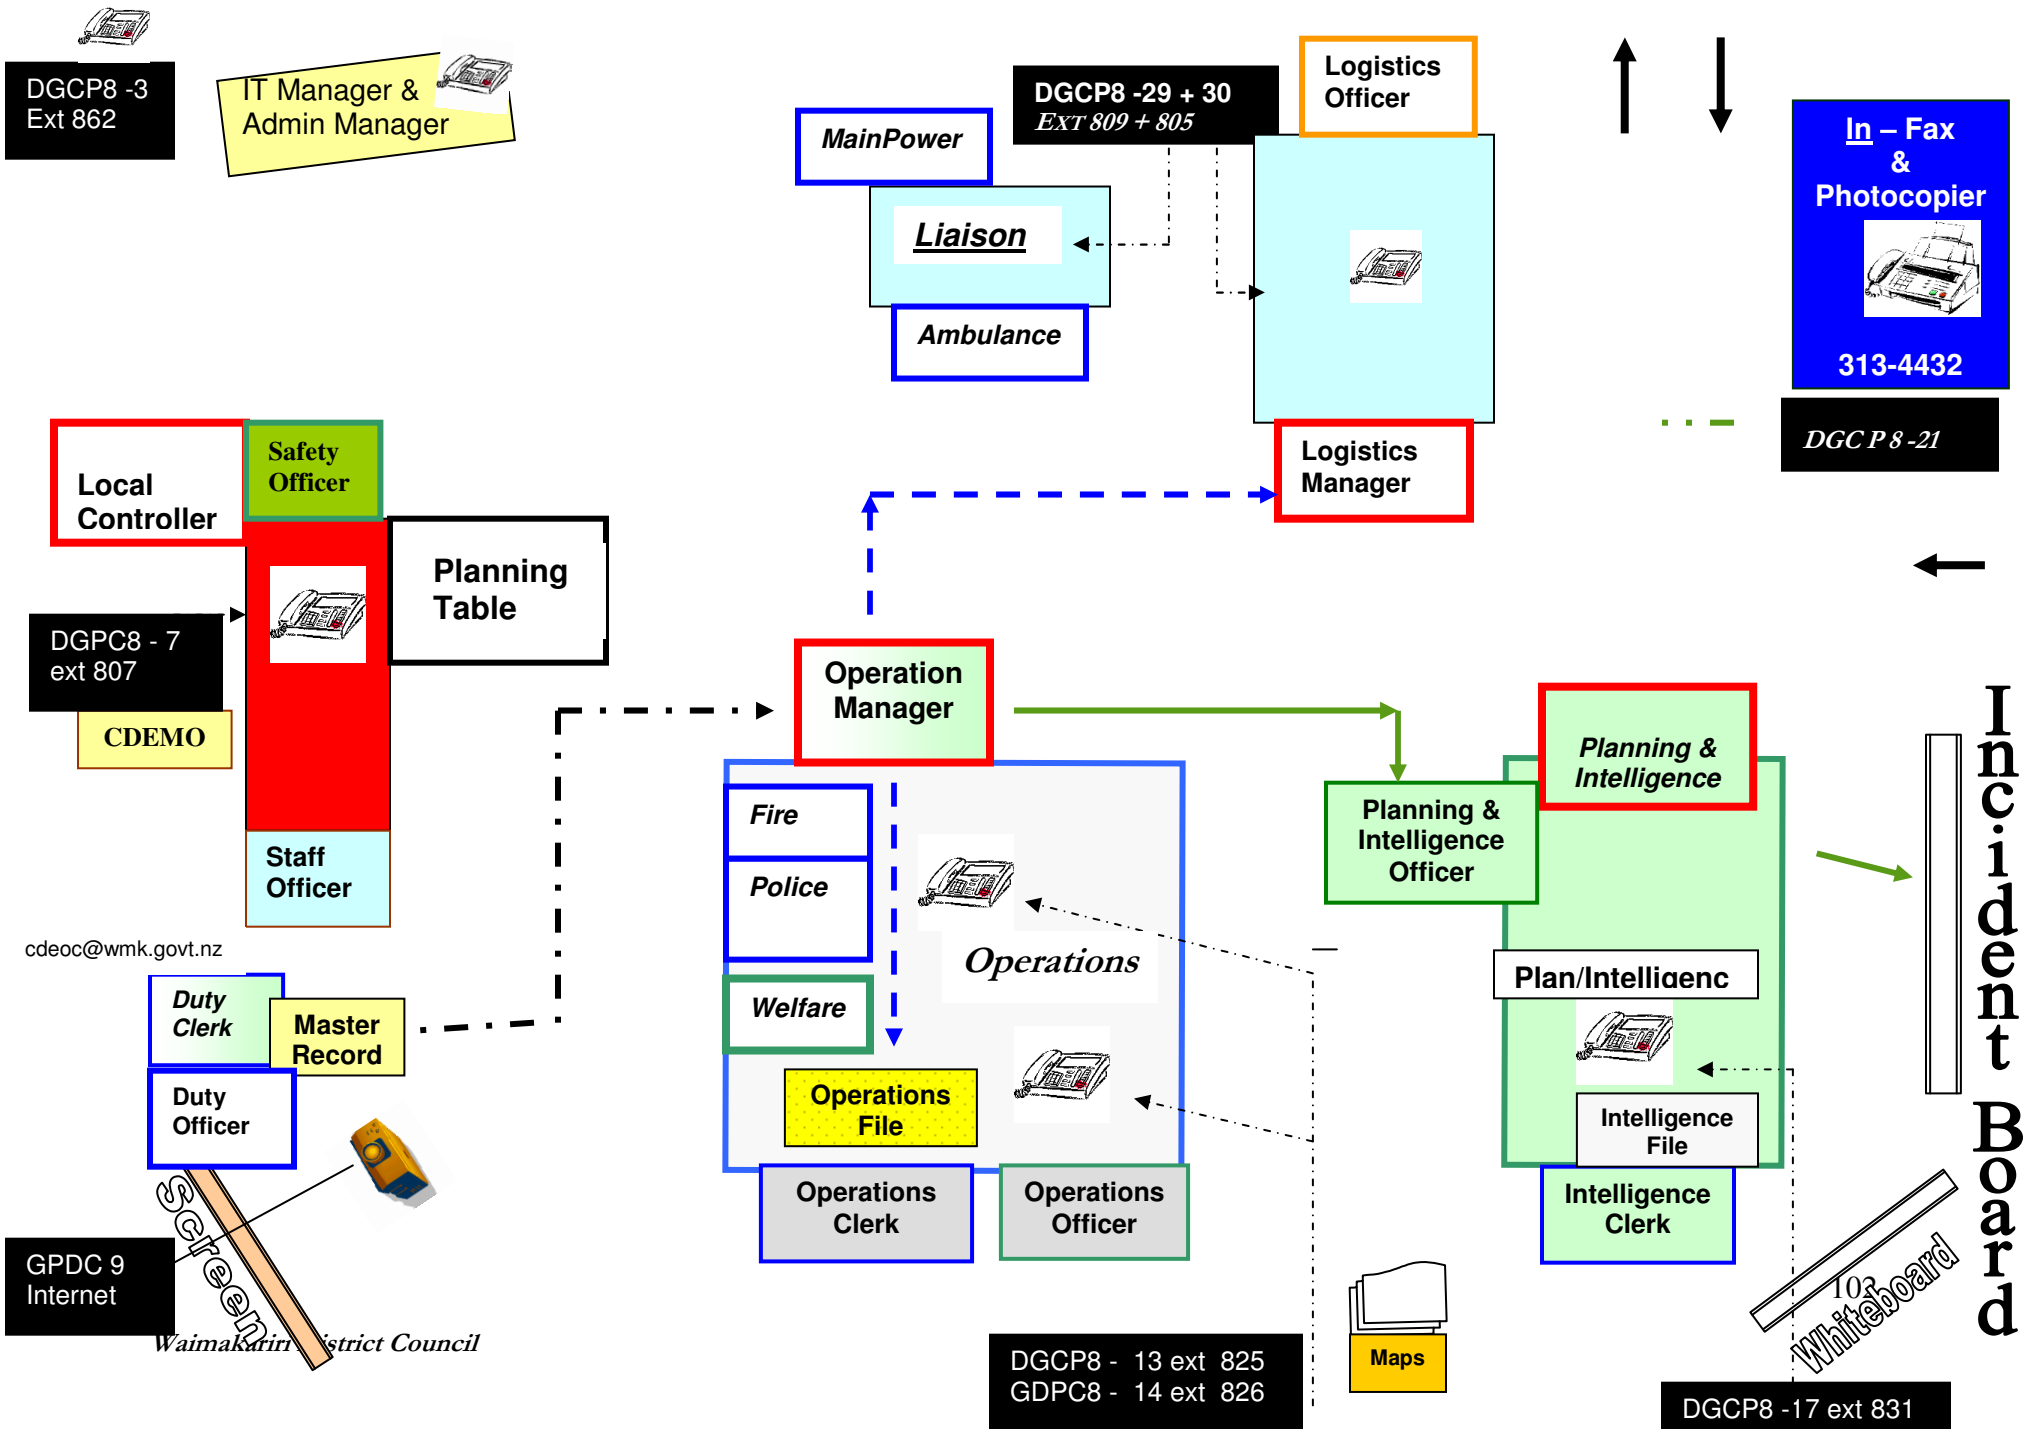 DGCP8 -3
Ext 862
IT Manager &
Admin Manager
DGCP8 -29 + 30
EXT 809 + 805
MainPower
Liaison
Ambulance
Logistics
Officer
In – Fax
&
Photocopier
313-4432
DGC P 8 -21
Logistics
Manager
Local
Controller
Safety
Officer
Planning
Table
DGPC8 - 7
ext 807
CDEMO
Staff
Officer
cdeoc@wmk.govt.nz
Duty
Clerk
Master
Record
Duty
Officer
Screen
GPDC 9
Internet
Waimakariri District Council
Operation
Manager
Fire
Police
Welfare
Operations
Operations
File
Operations
Clerk
Operations
Officer
Planning &
Intelligence
Officer
Planning &
Intelligence
Plan/Intelligenc
Intelligence
File
Intelligence
Clerk
Incident Board
102
Whiteboard
Maps
DGCP8 - 13 ext 825
GDPC8 - 14 ext 826
DGCP8 -17 ext 831